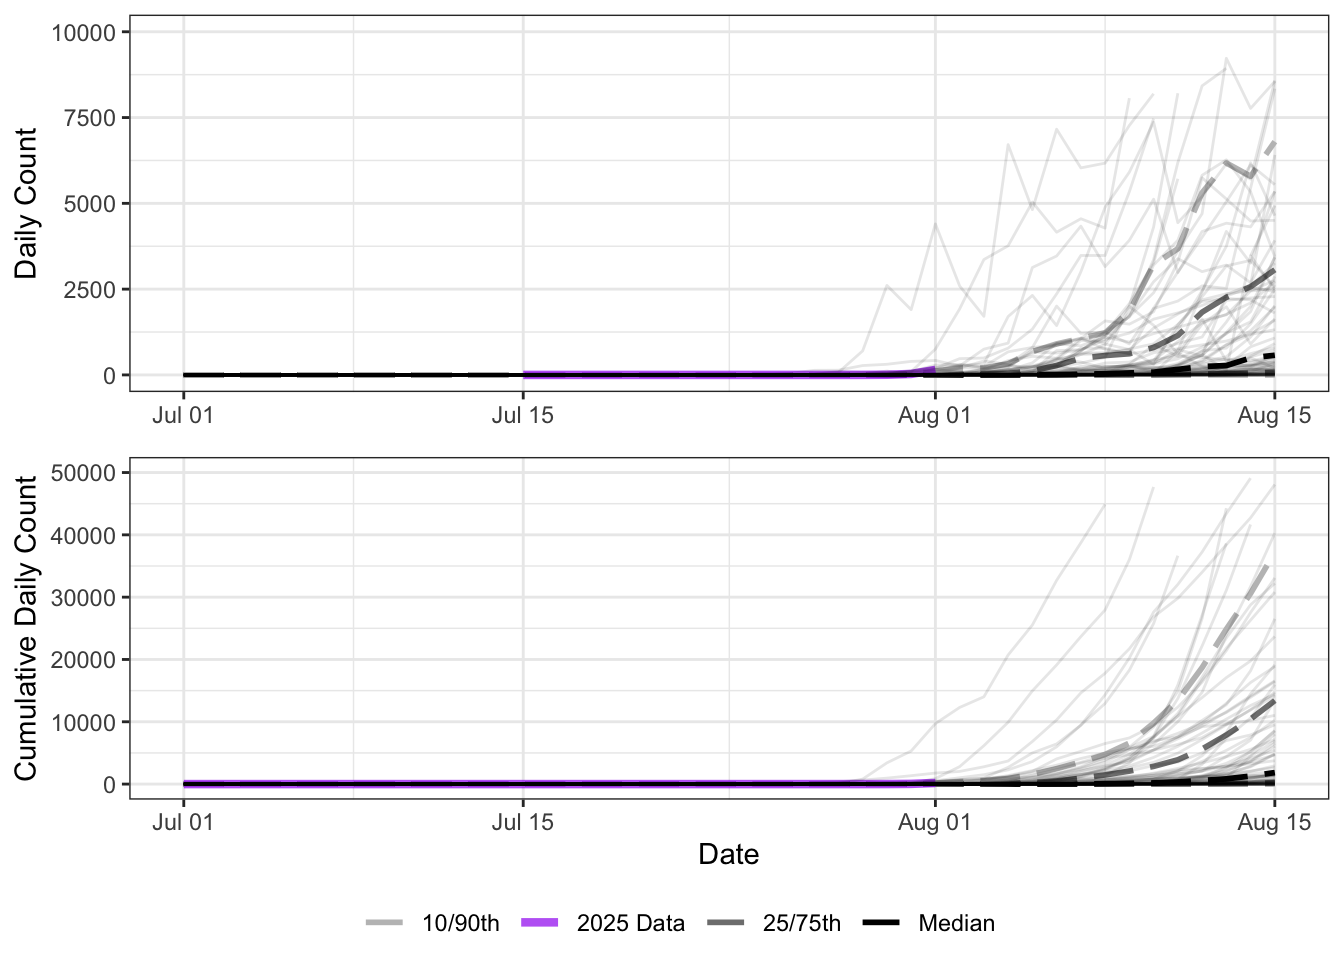 Daily Count
10000
7500
5000
2500
0
Jul 01 Jul 15 Aug 01 Aug 15
Cumulative Daily Count
50000
40000
30000
20000
10000
0
Jul 01 Jul 15 Aug 01 Aug 15
Date
10/90th 2025 Data 25/75th Median